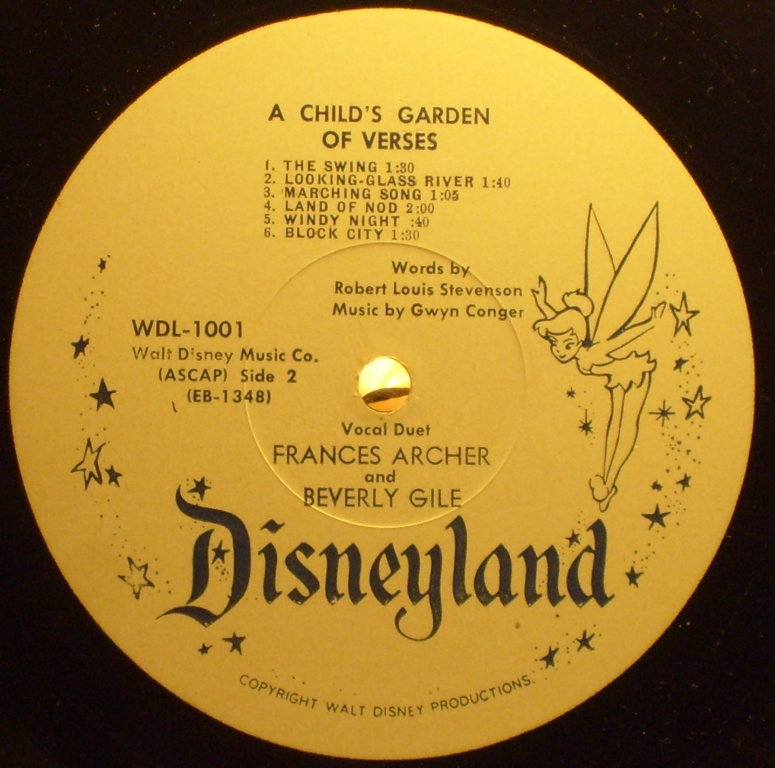 A CHILD'S GARDEN
OF VERSES
1. THE SWING 1:30
2. LOOKING-GLASS RIVER 1:40
3. MARCHING SONG 1:05
4. LAND OF NOD 2:00
5. WINDY NIGHT :40
6. BLOCK CITY 1:30
Words by
Robert Louis Stevenson
Music by Gwyn Conger
WDL-1001
Walt Disney Music Co.
(ASCAP) Side 2
(EB-1348)
Vocal Duet
FRANCES ARCHER
and
BEVERLY GILE
Disneyland
COPYRIGHT WALT DISNEY PRODUCTIONS.